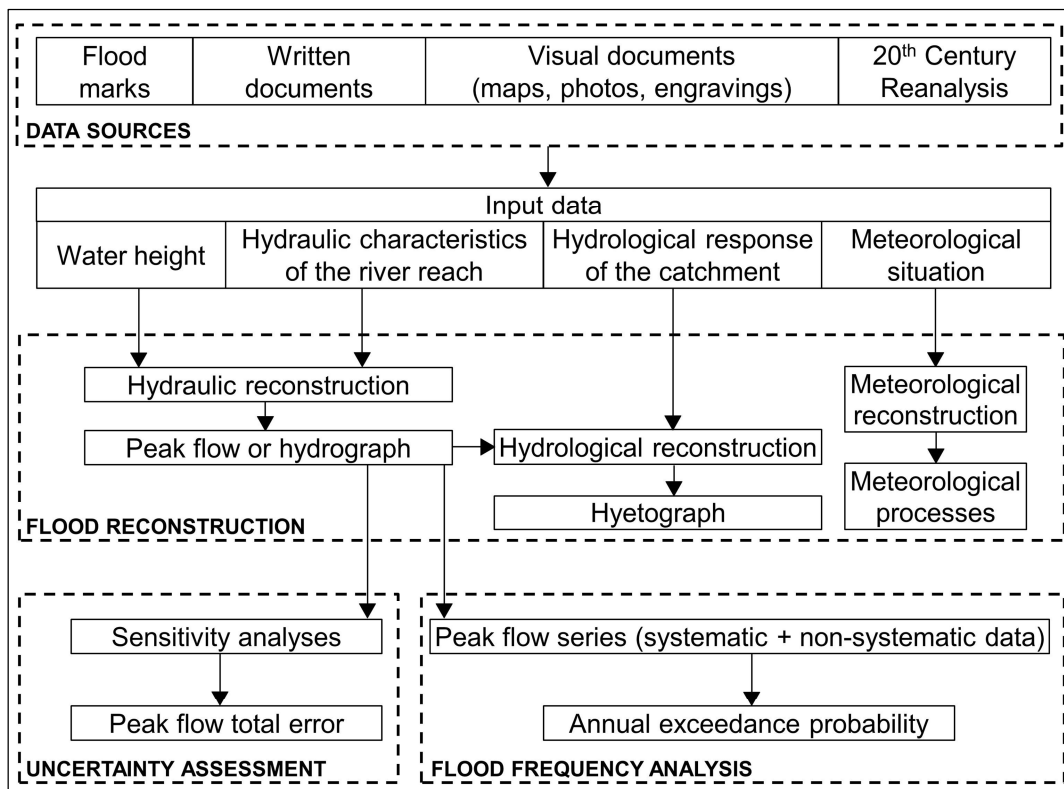 Flood
marks
Written
documents
Visual documents
(maps, photos, engravings)
20th Century
Reanalysis
DATA SOURCES
Input data
Water height
Hydraulic characteristics
of the river reach
Hydrological response
of the catchment
Meteorological
situation
Hydraulic reconstruction
Peak flow or hydrograph
Hydrological reconstruction
Hyetograph
Meteorological
reconstruction
Meteorological
processes
FLOOD RECONSTRUCTION
Sensitivity analyses
Peak flow total error
UNCERTAINTY ASSESSMENT
Peak flow series (systematic + non-systematic data)
Annual exceedance probability
FLOOD FREQUENCY ANALYSIS